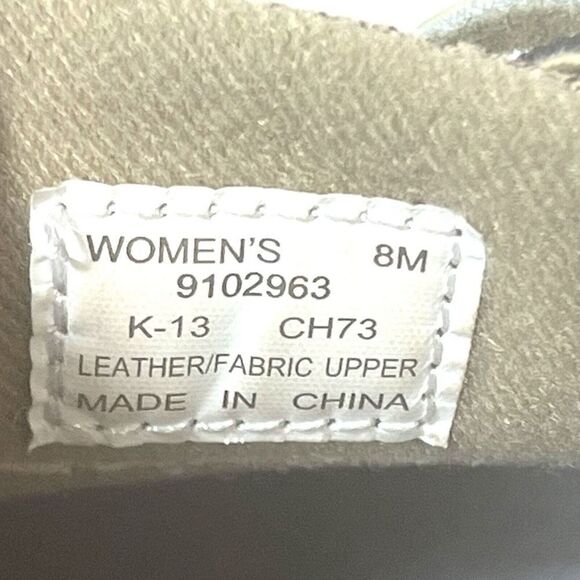 WOMEN'S 8M
9102963
K-13 CH73
LEATHER/FABRIC UPPER
MADE IN CHINA